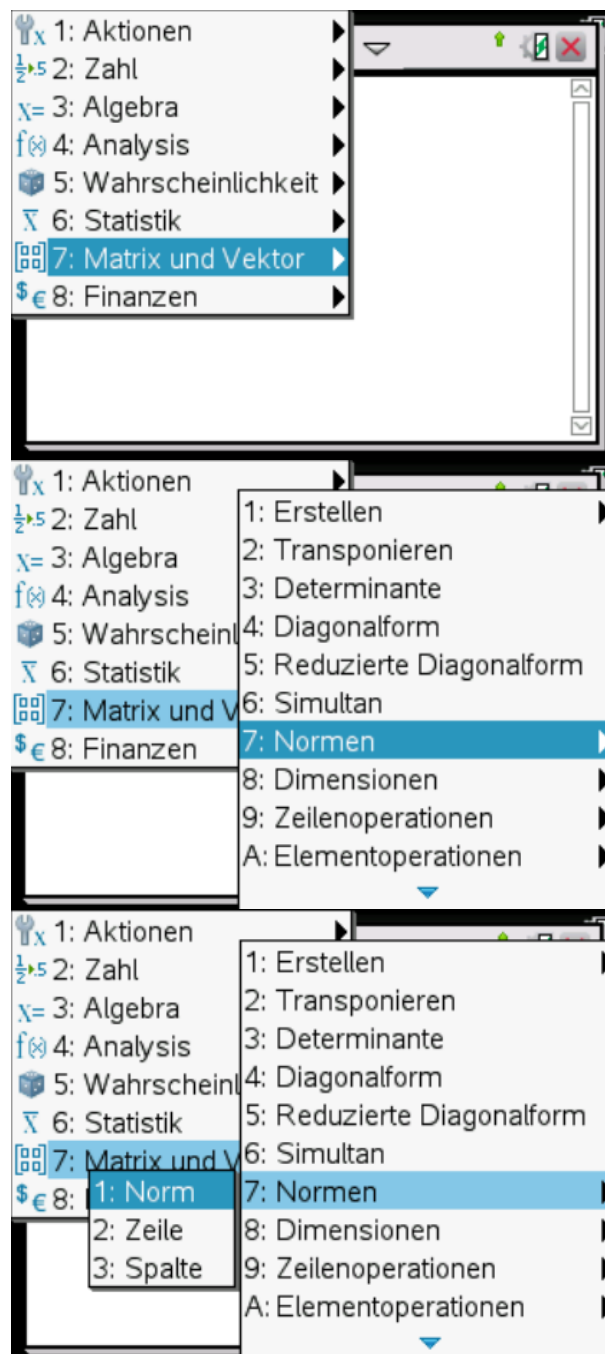 1: Aktionen
2: Zahl
3: Algebra
4: Analysis
5: Wahrscheinlichkeit
6: Statistik
7: Matrix und Vektor
8: Finanzen
1: Aktionen
2: Zahl
3: Algebra
4: Analysis
5: Wahrscheinl
6: Statistik
7: Matrix und V
8: Finanzen
1: Erstellen
2: Transponieren
3: Determinante
4: Diagonalform
5: Reduzierte Diagonalform
6: Simultan
7: Normen
8: Dimensionen
9: Zeilenoperationen
A: Elementoperationen
1: Aktionen
2: Zahl
3: Algebra
4: Analysis
5: Wahrscheinl
6: Statistik
7: Matrix und V
8:
1: Norm
2: Zeile
3: Spalte
1: Erstellen
2: Transponieren
3: Determinante
4: Diagonalform
5: Reduzierte Diagonalform
6: Simultan
7: Normen
8: Dimensionen
9: Zeilenoperationen
A: Elementoperationen